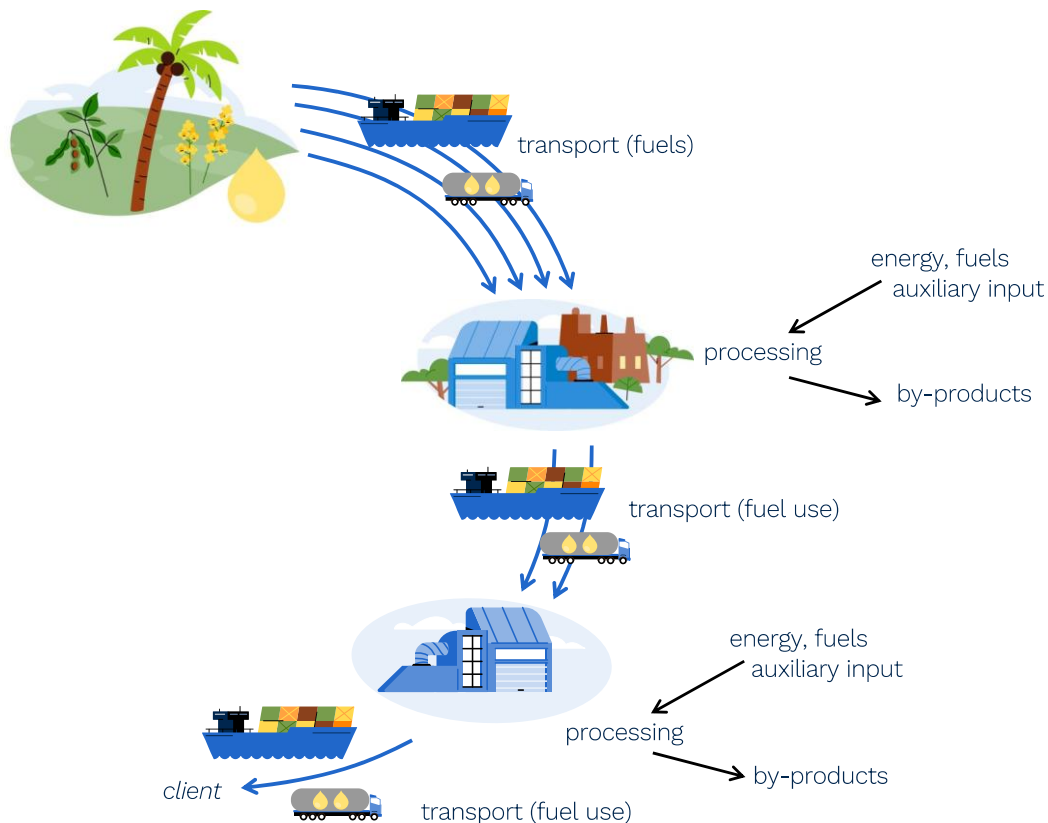 transport (fuels)
energy, fuels
auxiliary input
processing
by-products
transport (fuel use)
energy, fuels
auxiliary input
processing
by-products
client
transport (fuel use)